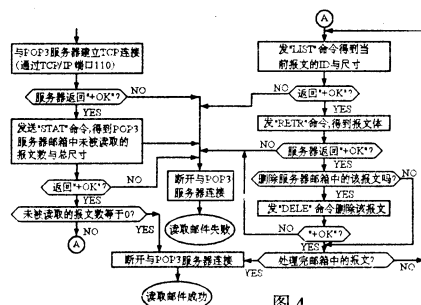 与POP3服务器建立TCP连接
(通过TCP/IP端口110)
服务器返回"+OK"?
NO
YES
发送"STAT"命令,得到POP3
服务器邮箱中未被读取的
报文数与总尺寸
返回"+OK"?
NO
YES
未被读取的报文数等于0?
NO
YES
A
断开与POP3
服务器连接
读取邮件失败
断开与POP3服务器连接
读取邮件成功
A
发"LIST"命令得到当
前报文的ID与尺寸
NO
返回"+OK"?
YES
发"RETR"命令,得到报文体
NO
服务器返回"+OK"?
YES
删除服务器邮箱中的该报文吗?
YES
NO
发"DELE"命令删除该报文
NO
"+OK"?
YES
YES
处理完邮箱中的报文?
NO
图 4